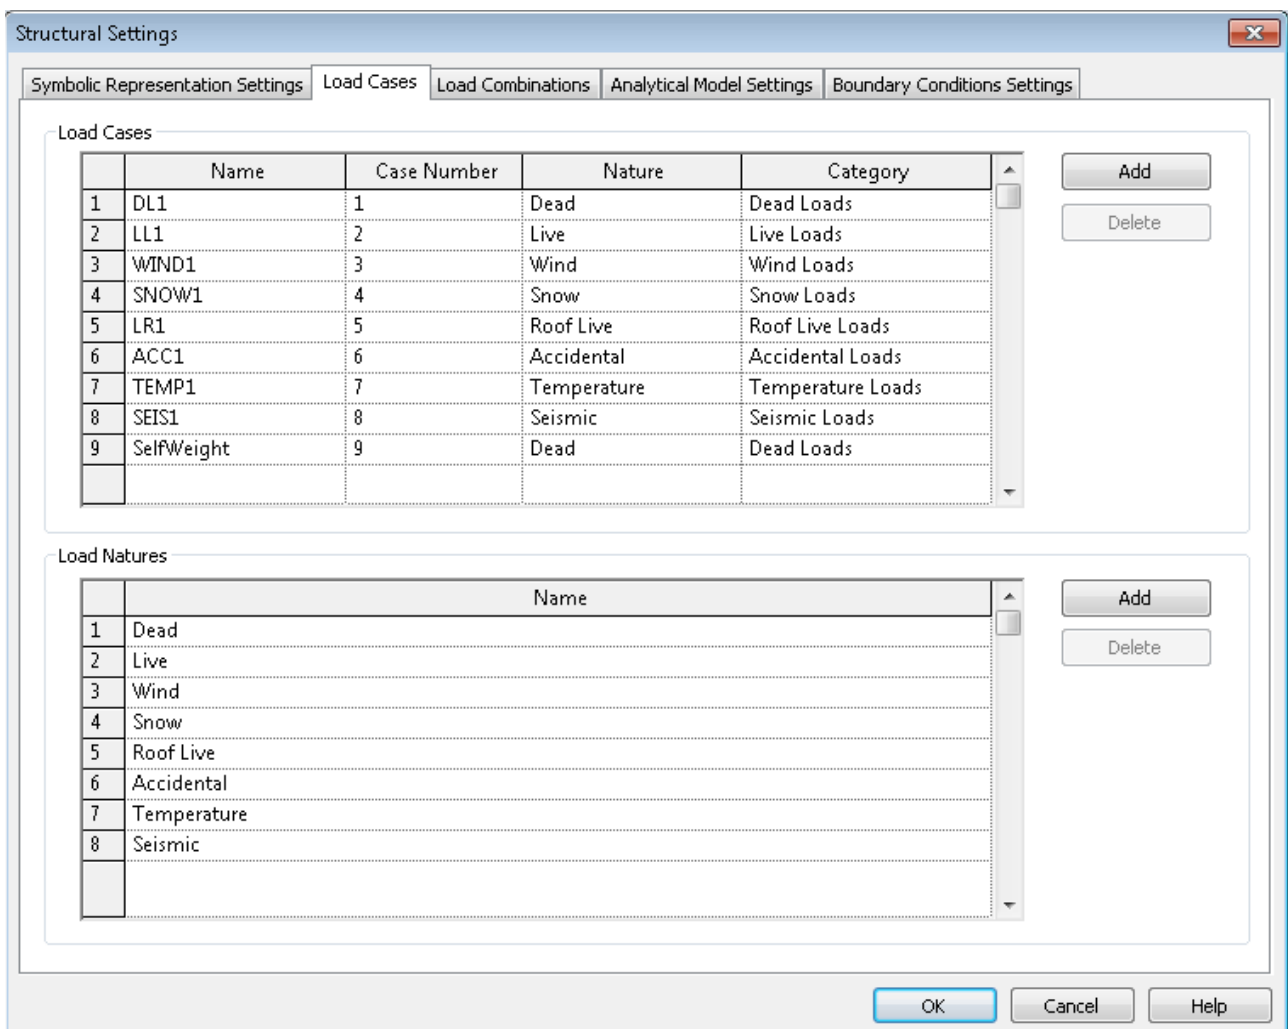 Structural Settings
Symbolic Representation Settings Load Cases Load Combinations Analytical Model Settings Boundary Conditions Settings
Load Cases
Name Case Number Nature Category Add
1 DL1 1 Dead Dead Loads
Delete
2 LL1 2 Live Live Loads
3 WIND1 3 Wind Wind Loads
4 SNOW1 4 Snow Snow Loads
5 LR1 5 Roof Live Roof Live Loads
6 ACC1 6 Accidental Accidental Loads
7 TEMP1 7 Temperature Temperature Loads
8 SEIS1 8 Seismic Seismic Loads
9 SelfWeight 9 Dead Dead Loads
Load Natures
Name Add
1 Dead
Delete
2 Live
3 Wind
4 Snow
5 Roof Live
6 Accidental
7 Temperature
8 Seismic
OK Cancel Help